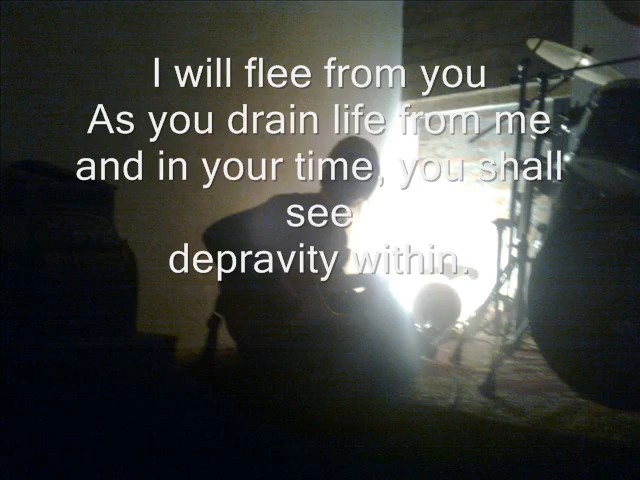 I will flee from you
As you drain life from me
and in your time, you shall
see
depravity within.